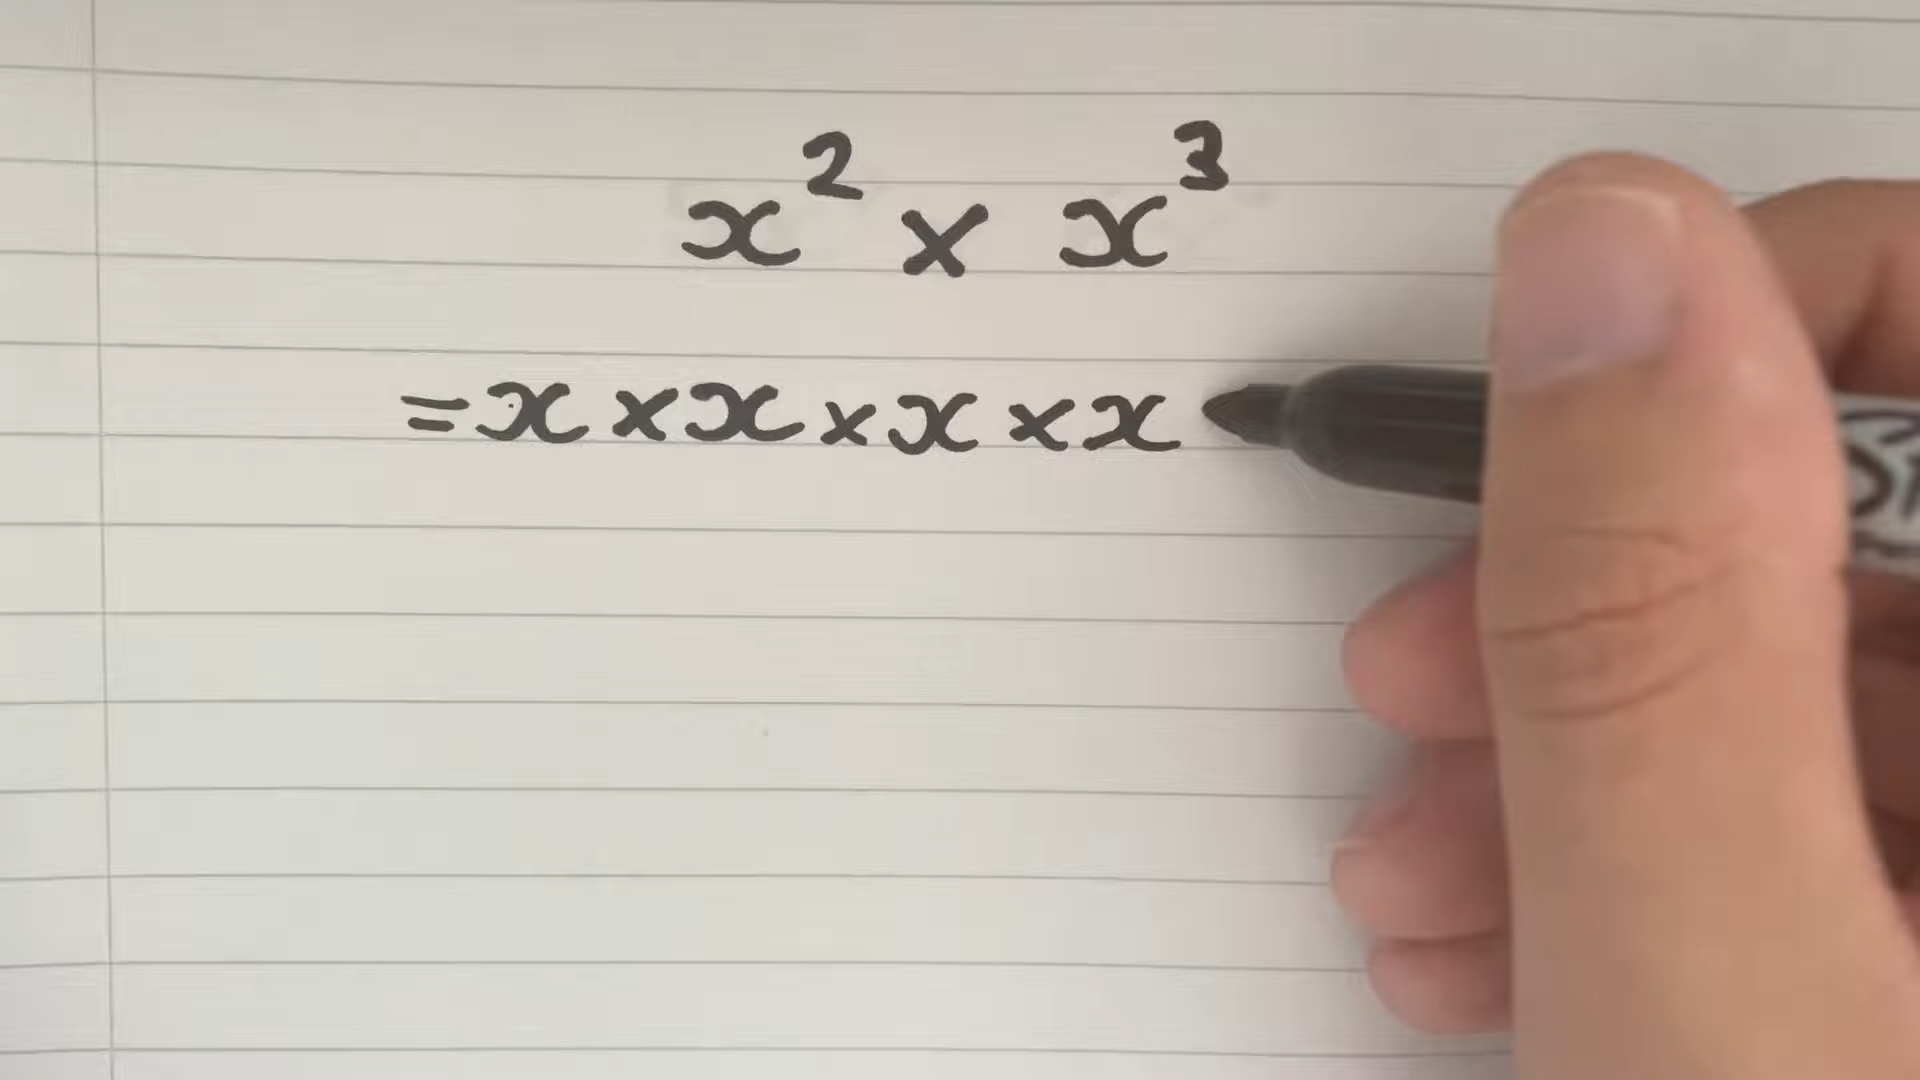 x² × x³
= x × x × x × x